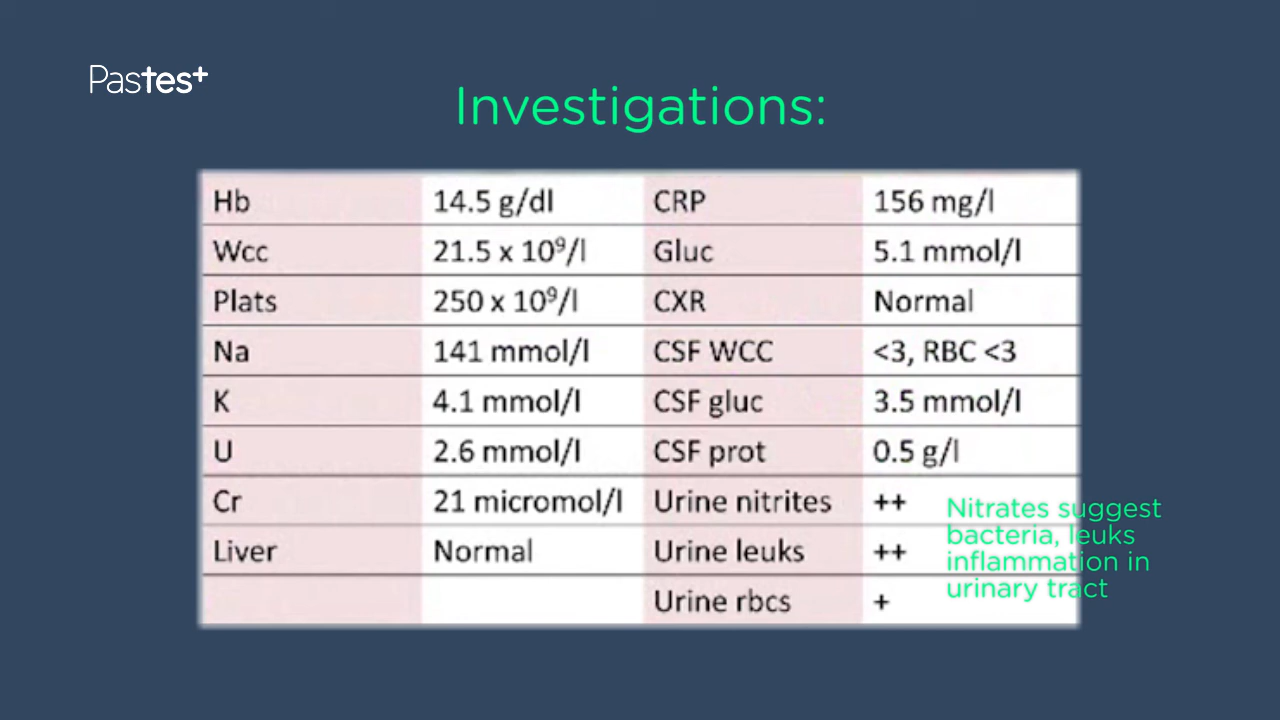 Pastest
Investigations:
Hb 14.5 g/dl CRP 156 mg/l
Wcc 21.5 x 10⁹/l Gluc 5.1 mmol/l
Plats 250 x 10⁹/l CXR Normal
Na 141 mmol/l CSF WCC <3, RBC <3
K 4.1 mmol/l CSF gluc 3.5 mmol/l
U 2.6 mmol/l CSF prot 0.5 g/l
Cr 21 micromol/l Urine nitrites ++
Liver Normal Urine leuks ++
Urine rbcs +
Nitrates suggest
bacteria, leuks
inflammation in
urinary tract